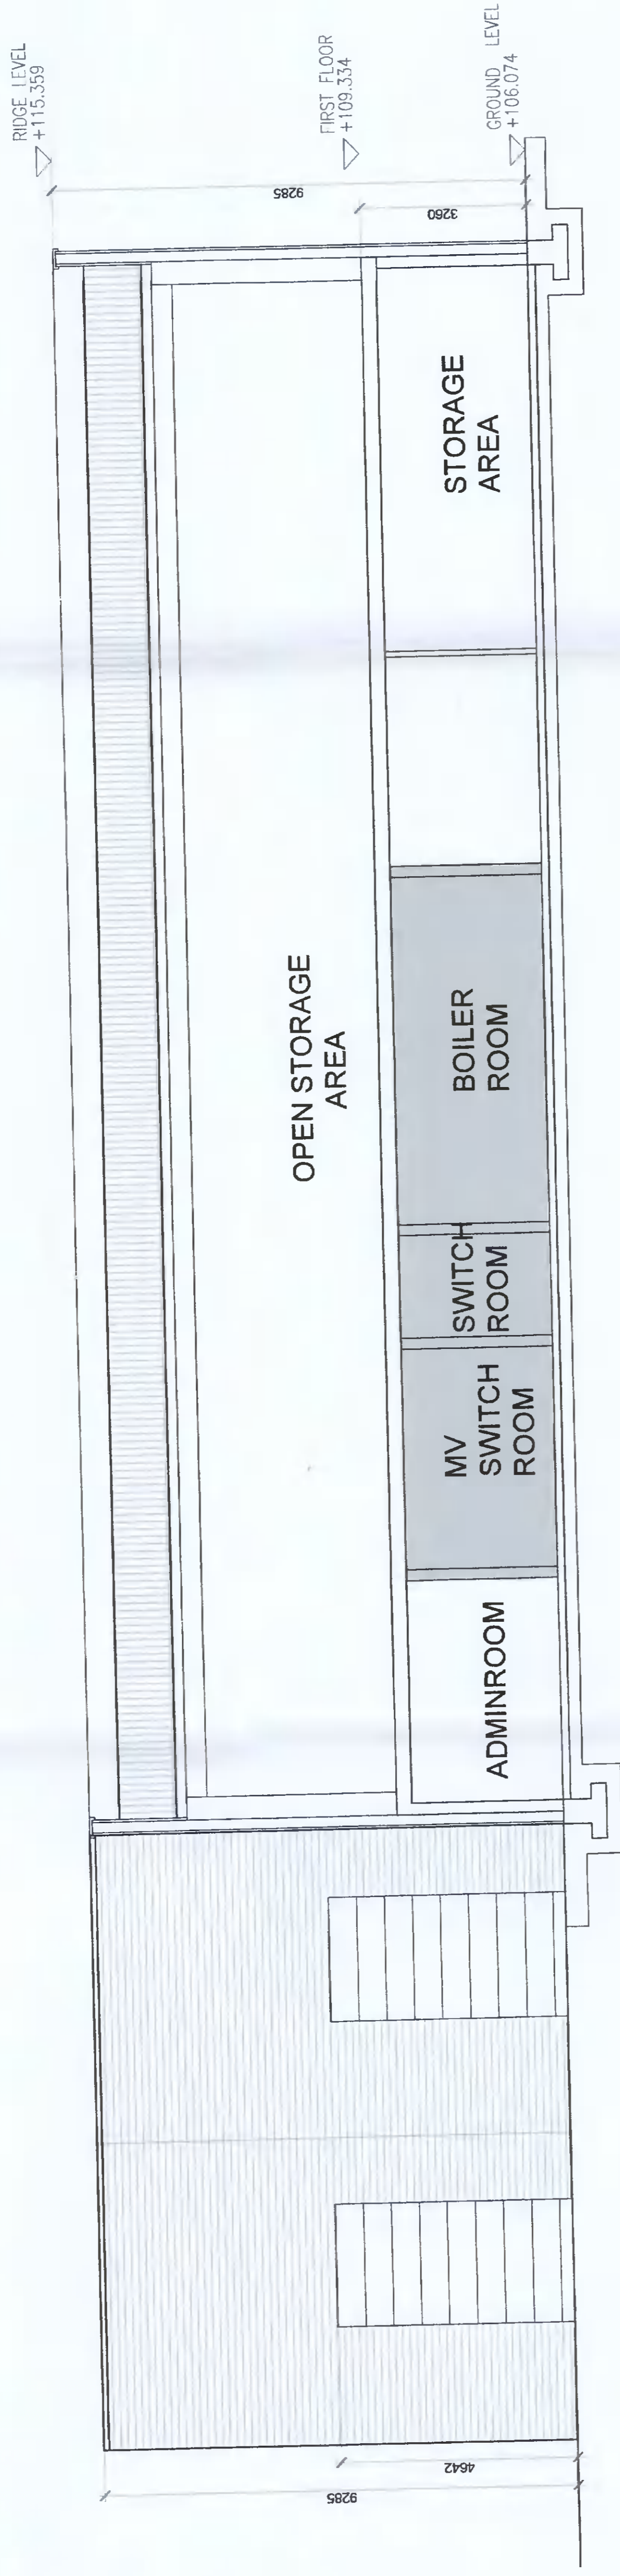 RIDGE LEVEL
+115.359
FIRST FLOOR
+109.334
GROUND LEVEL
+106.074
9285
3260
STORAGE
AREA
OPEN STORAGE
AREA
BOILER
ROOM
SWITCH
ROOM
MV
SWITCH
ROOM
ADMINROOM
4642
9285